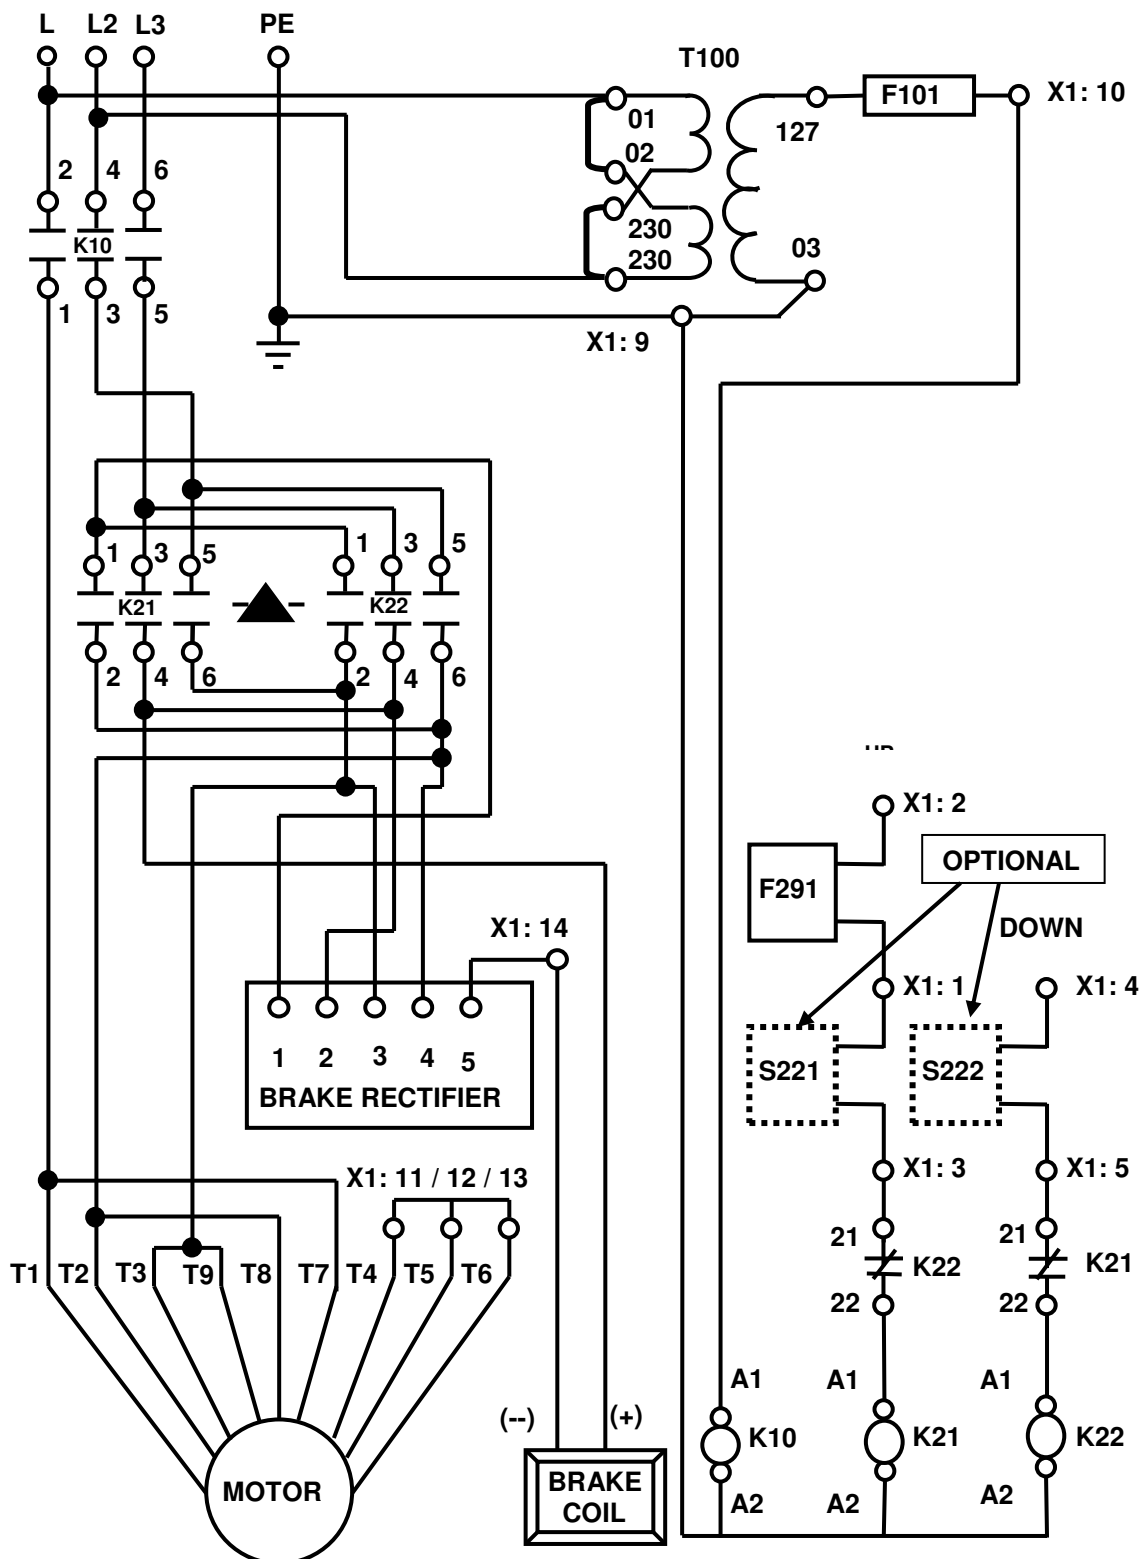 L L2 L3 PE
T100
F101
X1: 10
01
127
02
2 4 6
230
K10
230
03
1 3 5
X1: 9
1 3 5 1 3 5
K21 K22
2 4 6 2 4 6
X1: 2
OPTIONAL
F291
DOWN
X1: 14
X1: 1 X1: 4
1 2 3 4 5
S221 S222
BRAKE RECTIFIER
X1: 11 / 12 / 13
X1: 3 X1: 5
21 21
K22 K21
T1 T2 T3 T9 T8 T7 T4 T5 T6
22 22
A1 A1 A1
(--) (+)
K10 K21 K22
MOTOR
BRAKE
COIL
A2 A2 A2